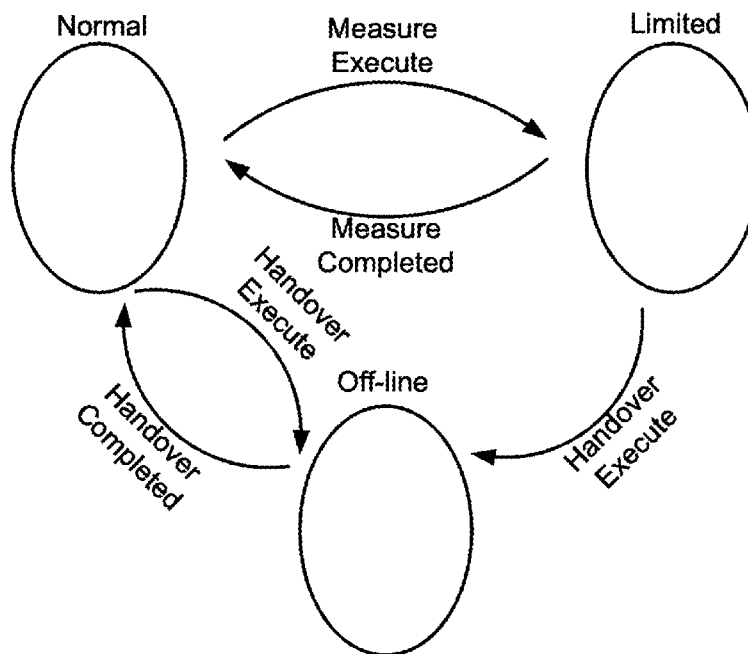 Normal
Measure
Execute
Limited
Measure
Completed
Handover
Execute
Off-line
Handover
Completed
Handover
Execute